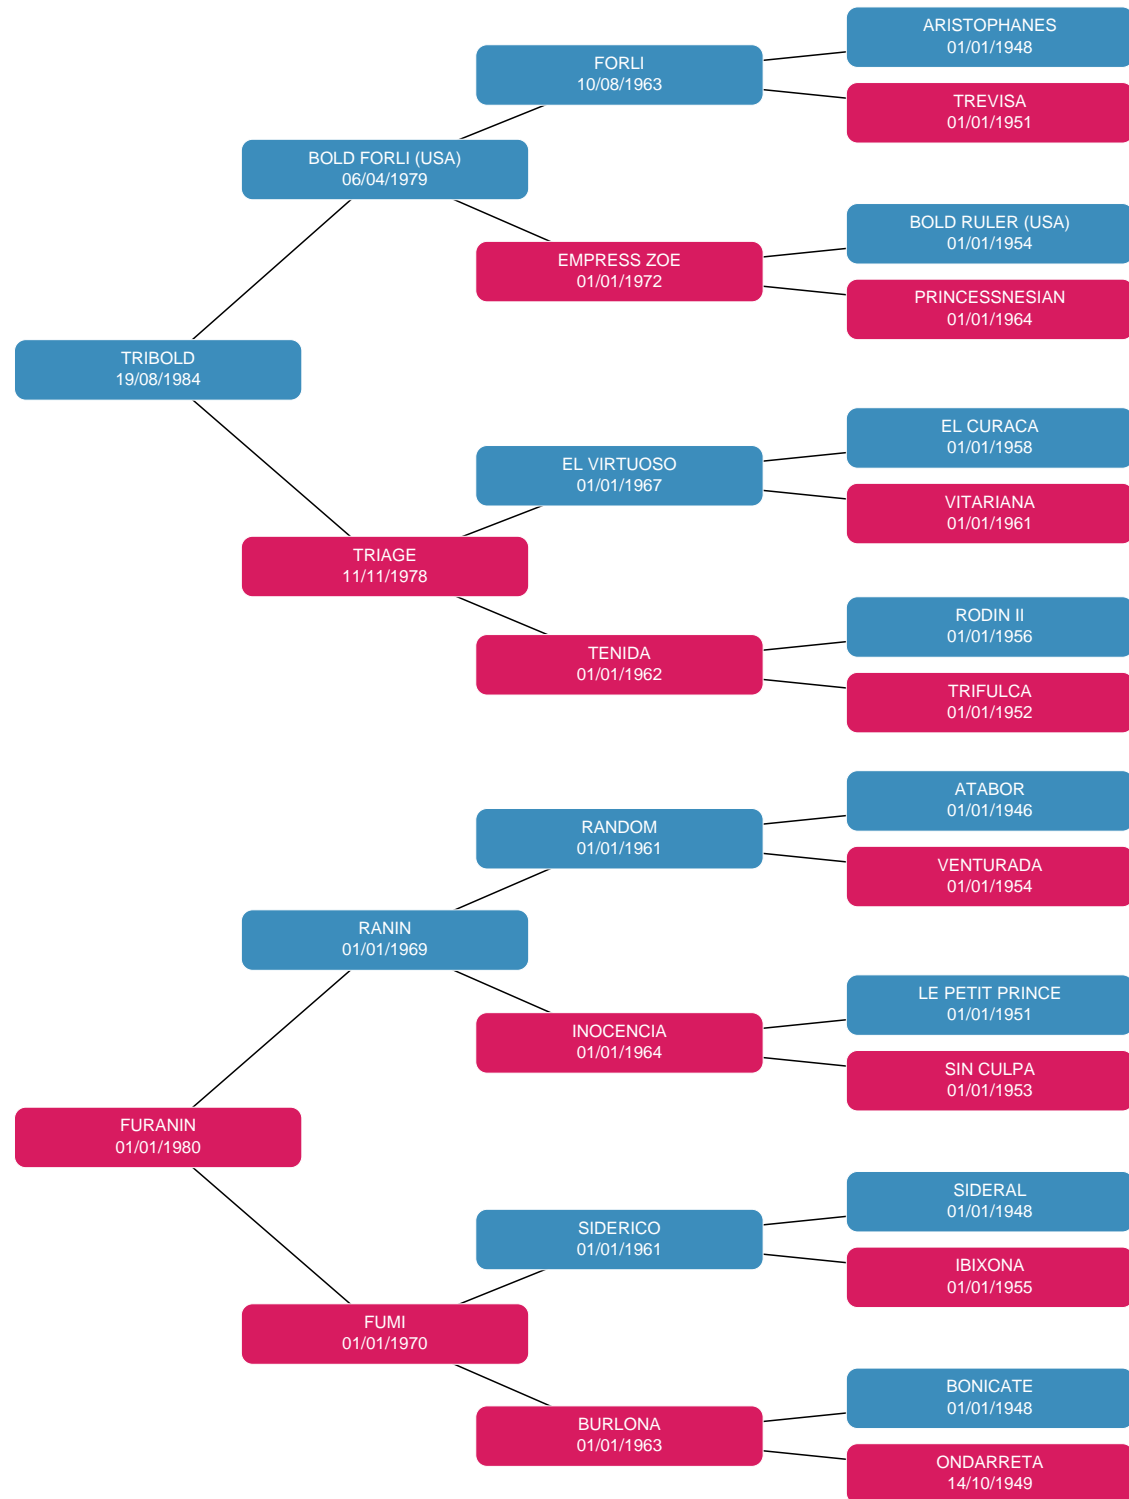 ARISTOPHANES
01/01/1948
FORLI
10/08/1963
TREVISA
01/01/1951
BOLD FORLI (USA)
06/04/1979
BOLD RULER (USA)
01/01/1954
EMPRESS ZOE
01/01/1972
PRINCESSNESIAN
01/01/1964
TRIBOLD
19/08/1984
EL CURACA
01/01/1958
EL VIRTUOSO
01/01/1967
VITARIANA
01/01/1961
TRIAGE
11/11/1978
RODIN II
01/01/1956
TENIDA
01/01/1962
TRIFULCA
01/01/1952
ATABOR
01/01/1946
RANDOM
01/01/1961
VENTURADA
01/01/1954
RANIN
01/01/1969
LE PETIT PRINCE
01/01/1951
INOCENCIA
01/01/1964
SIN CULPA
01/01/1953
FURANIN
01/01/1980
SIDERAL
01/01/1948
SIDERICO
01/01/1961
IBIXONA
01/01/1955
FUMI
01/01/1970
BONICATE
01/01/1948
BURLONA
01/01/1963
ONDARRETA
14/10/1949